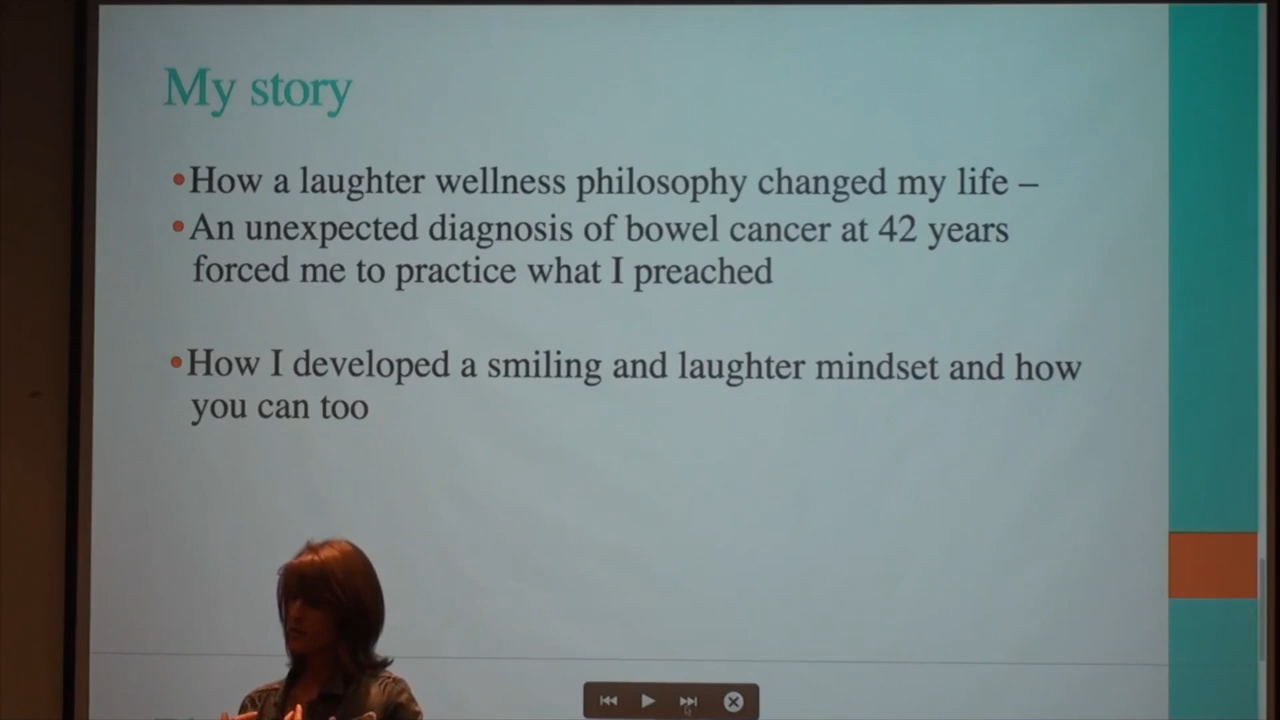 My story
•How a laughter wellness philosophy changed my life –
•An unexpected diagnosis of bowel cancer at 42 years
forced me to practice what I preached
•How I developed a smiling and laughter mindset and how
you can too